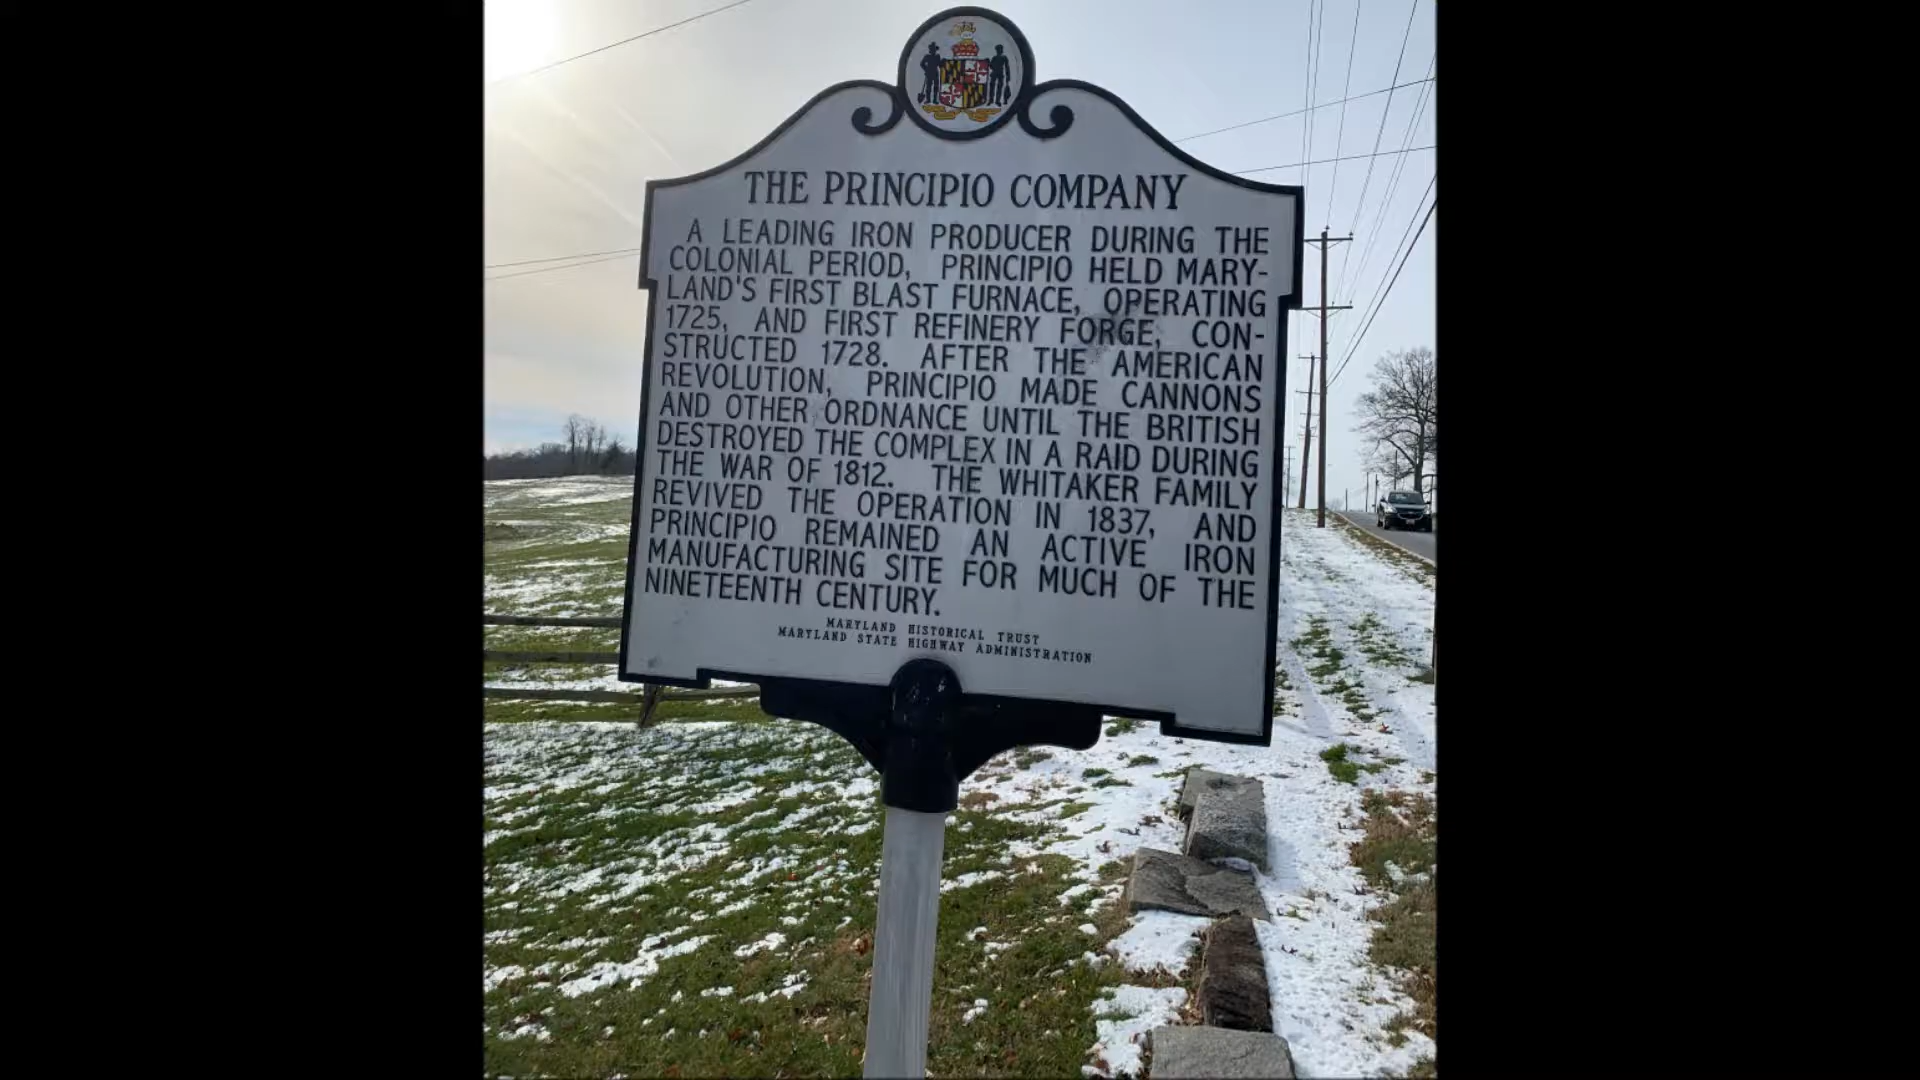 THE PRINCIPIO COMPANY
A LEADING IRON PRODUCER DURING THE
COLONIAL PERIOD, PRINCIPIO HELD MARY-
LAND'S FIRST BLAST FURNACE, OPERATING
1725, AND FIRST REFINERY FORGE, CON-
STRUCTED 1728. AFTER THE AMERICAN
REVOLUTION, PRINCIPIO MADE CANNONS
AND OTHER ORDNANCE UNTIL THE BRITISH
DESTROYED THE COMPLEX IN A RAID DURING
THE WAR OF 1812. THE WHITAKER FAMILY
REVIVED THE OPERATION IN 1837, AND
PRINCIPIO REMAINED AN ACTIVE IRON
MANUFACTURING SITE FOR MUCH OF THE
NINETEENTH CENTURY.
MARYLAND HISTORICAL TRUST
MARYLAND STATE HIGHWAY ADMINISTRATION